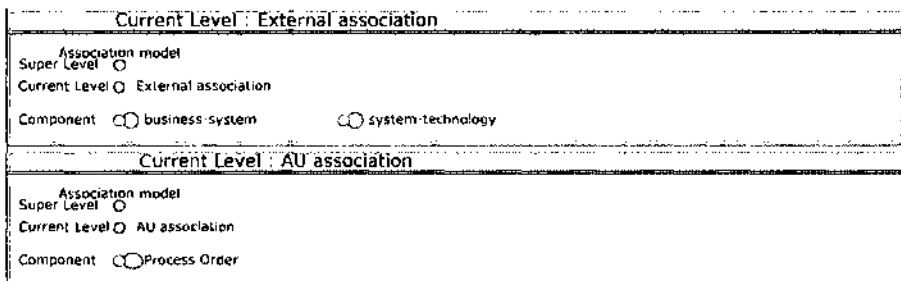 Current Level : External association
Association model
Super Level
Current Level External association
Component business-system system-technology
Current Level : AU association
Association model
Super Level
Current Level AU association
Component Process Order